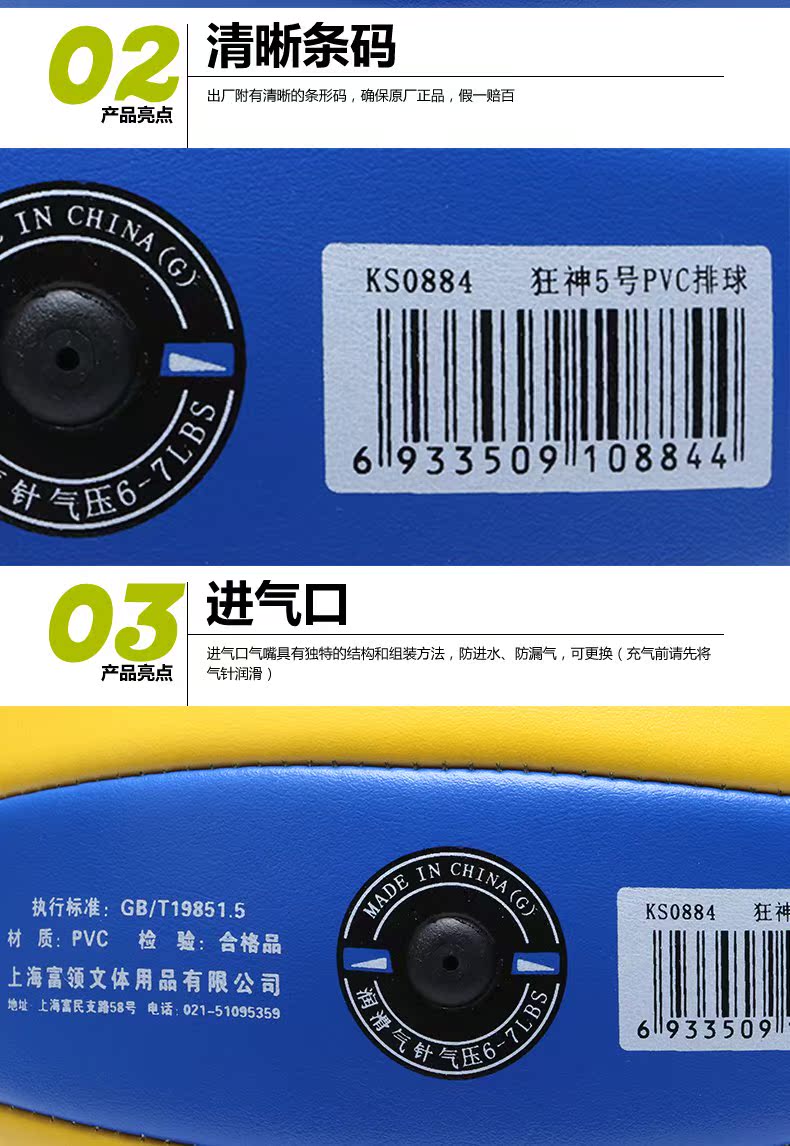 02
产品亮点
清晰条码
出厂附有清晰的条形码，确保原厂正品，假一赔百
IN CHINA(G)
针气压6-7LBS
KS0884 狂神5号PVC排球
6 933509 108844
03
产品亮点
进气口
进气口气嘴具有独特的结构和组装方法，防进水、防漏气，可更换（充气前请先将
气针润滑）
执行标准：GB/T19851.5
材 质：PVC 检 验：合格品
上海富领文体用品有限公司
地址：上海富民支路58号 电话：021-51095359
MADE IN CHINA(G)
润滑气针气压6-7LBS
KS0884 狂神
6 933509